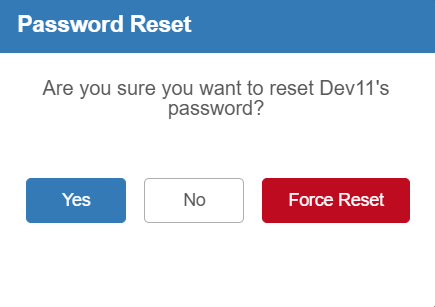 Password Reset
Are you sure you want to reset Dev11's
password?
Yes
No
Force Reset